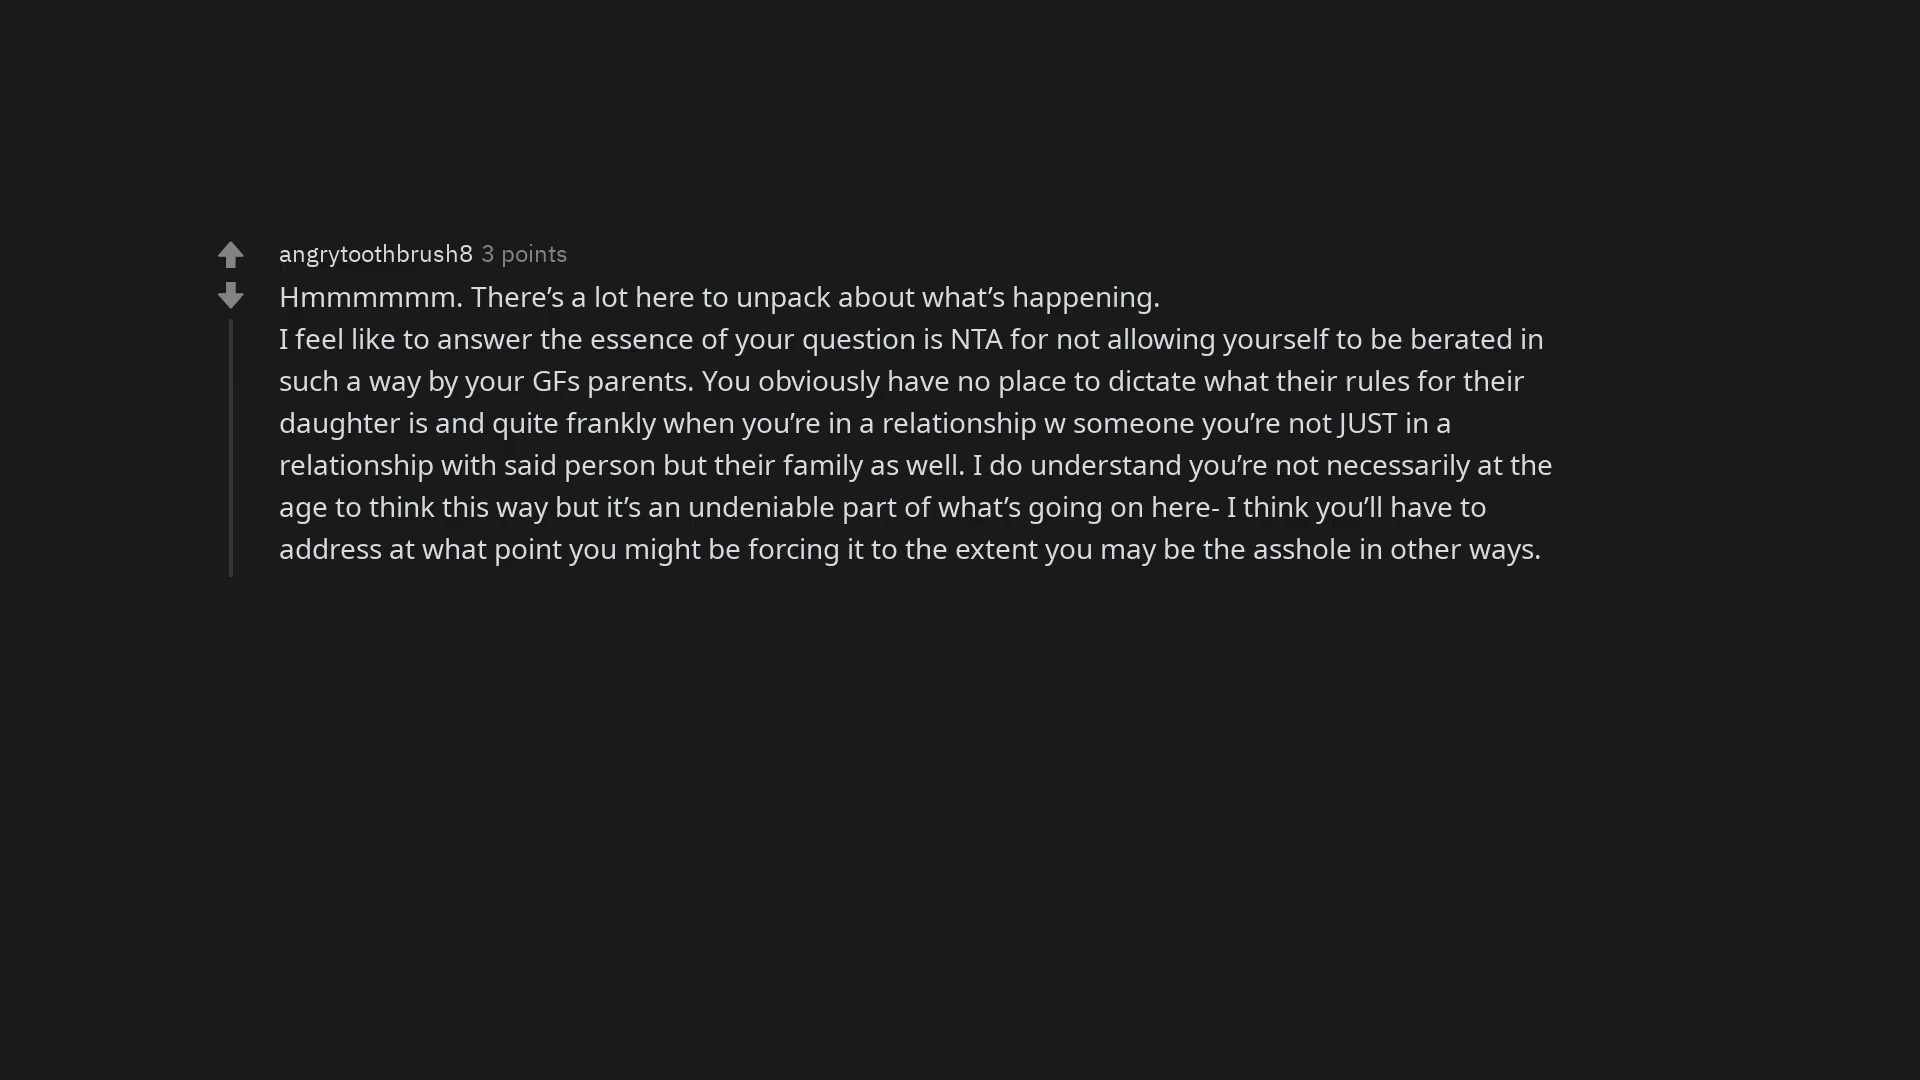 angrytoothbrush8 3 points
Hmmmmmm. There’s a lot here to unpack about what’s happening.
I feel like to answer the essence of your question is NTA for not allowing yourself to be berated in
such a way by your GFs parents. You obviously have no place to dictate what their rules for their
daughter is and quite frankly when you’re in a relationship w someone you’re not JUST in a
relationship with said person but their family as well. I do understand you’re not necessarily at the
age to think this way but it’s an undeniable part of what’s going on here- I think you’ll have to
address at what point you might be forcing it to the extent you may be the asshole in other ways.